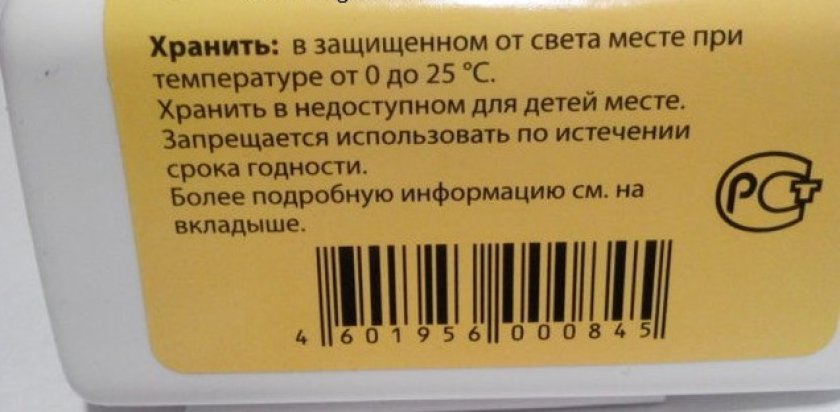 Хранить: в защищенном от света месте при
температуре от 0 до 25 °С.
Хранить в недоступном для детей месте.
Запрещается использовать по истечении
срока годности.
Более подробную информацию см. на
вкладыше.
РСТ
4 601956 000845